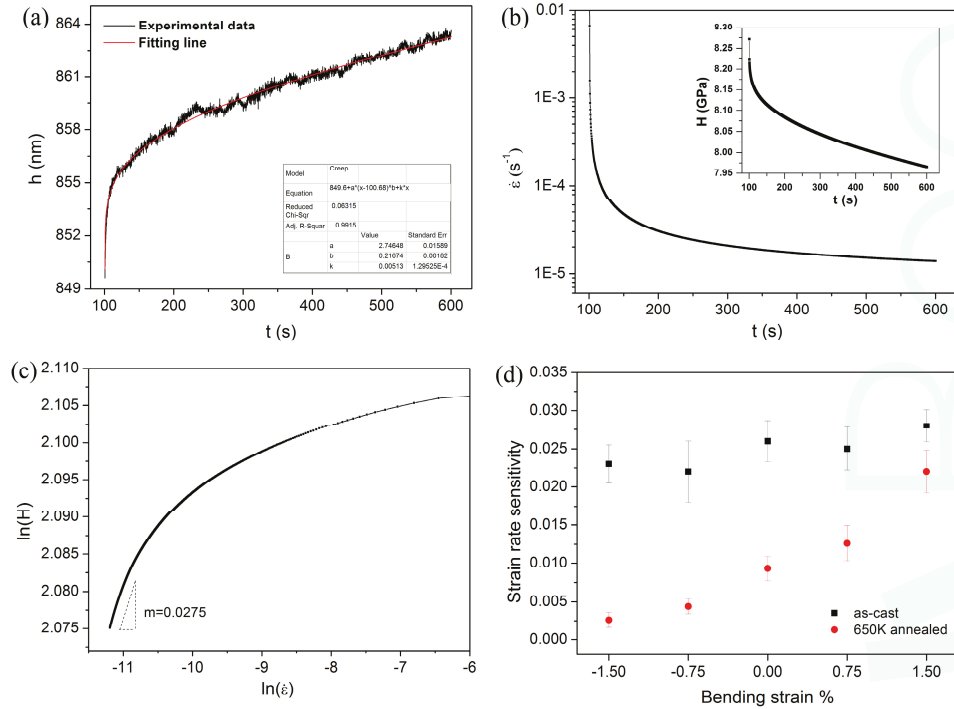 (a)
Experimental data
Fitting line
864
861
858
855
852
849
h (nm)
100 200 300 400 500 600
t (s)
Model Creep
Equation 849.6+a*(x-100.68)^b+k*x
Reduced Chi-Sqr 0.06315
Adj. R-Squar 0.9915
Value Standard Err
B a 2.74648 0.01589
b 0.21074 0.00162
k 0.00513 1.29525E-4
(b)
0.01
1E-3
1E-4
1E-5
ε̇ (s⁻¹)
100 200 300 400 500 600
t (s)
8.30
8.25
8.20
8.15
8.10
8.05
8.00
7.95
H (GPa)
100 200 300 400 500 600
t (s)
(c)
2.110
2.105
2.100
2.095
2.090
2.085
2.080
2.075
ln(H)
m=0.0275
-11 -10 -9 -8 -7 -6
ln(ε̇)
(d)
0.035
0.030
0.025
0.020
0.015
0.010
0.005
0.000
Strain rate sensitivity
as-cast
650K annealed
-1.50 -0.75 0.00 0.75 1.50
Bending strain %